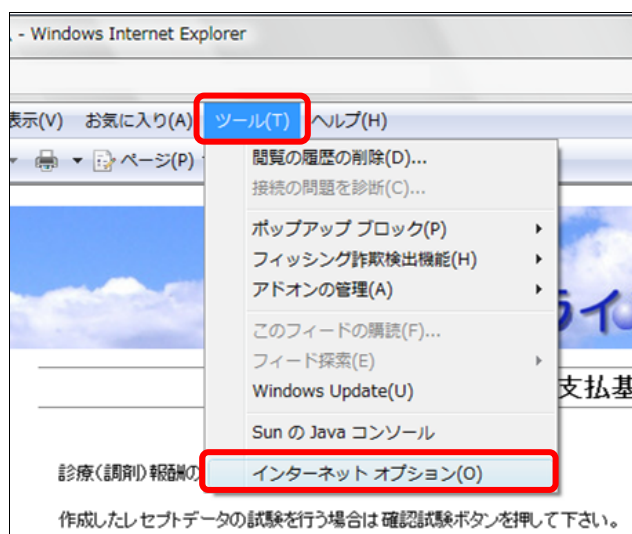 - Windows Internet Explorer
表示(V) お気に入り(A) ツール(T) ヘルプ(H)
ページ(P)
閲覧の履歴の削除(D)...
接続の問題を診断(C)...
ポップアップ ブロック(P)
フィッシング詐欺検出機能(H)
アドオンの管理(A)
このフィードの購読(F)...
フィード探索(E)
Windows Update(U)
Sun の Java コンソール
インターネット オプション(O)
ライ
支払基
診療(調剤)報酬の
作成したレセプトデータの試験を行う場合は確認試験ボタンを押して下さい。